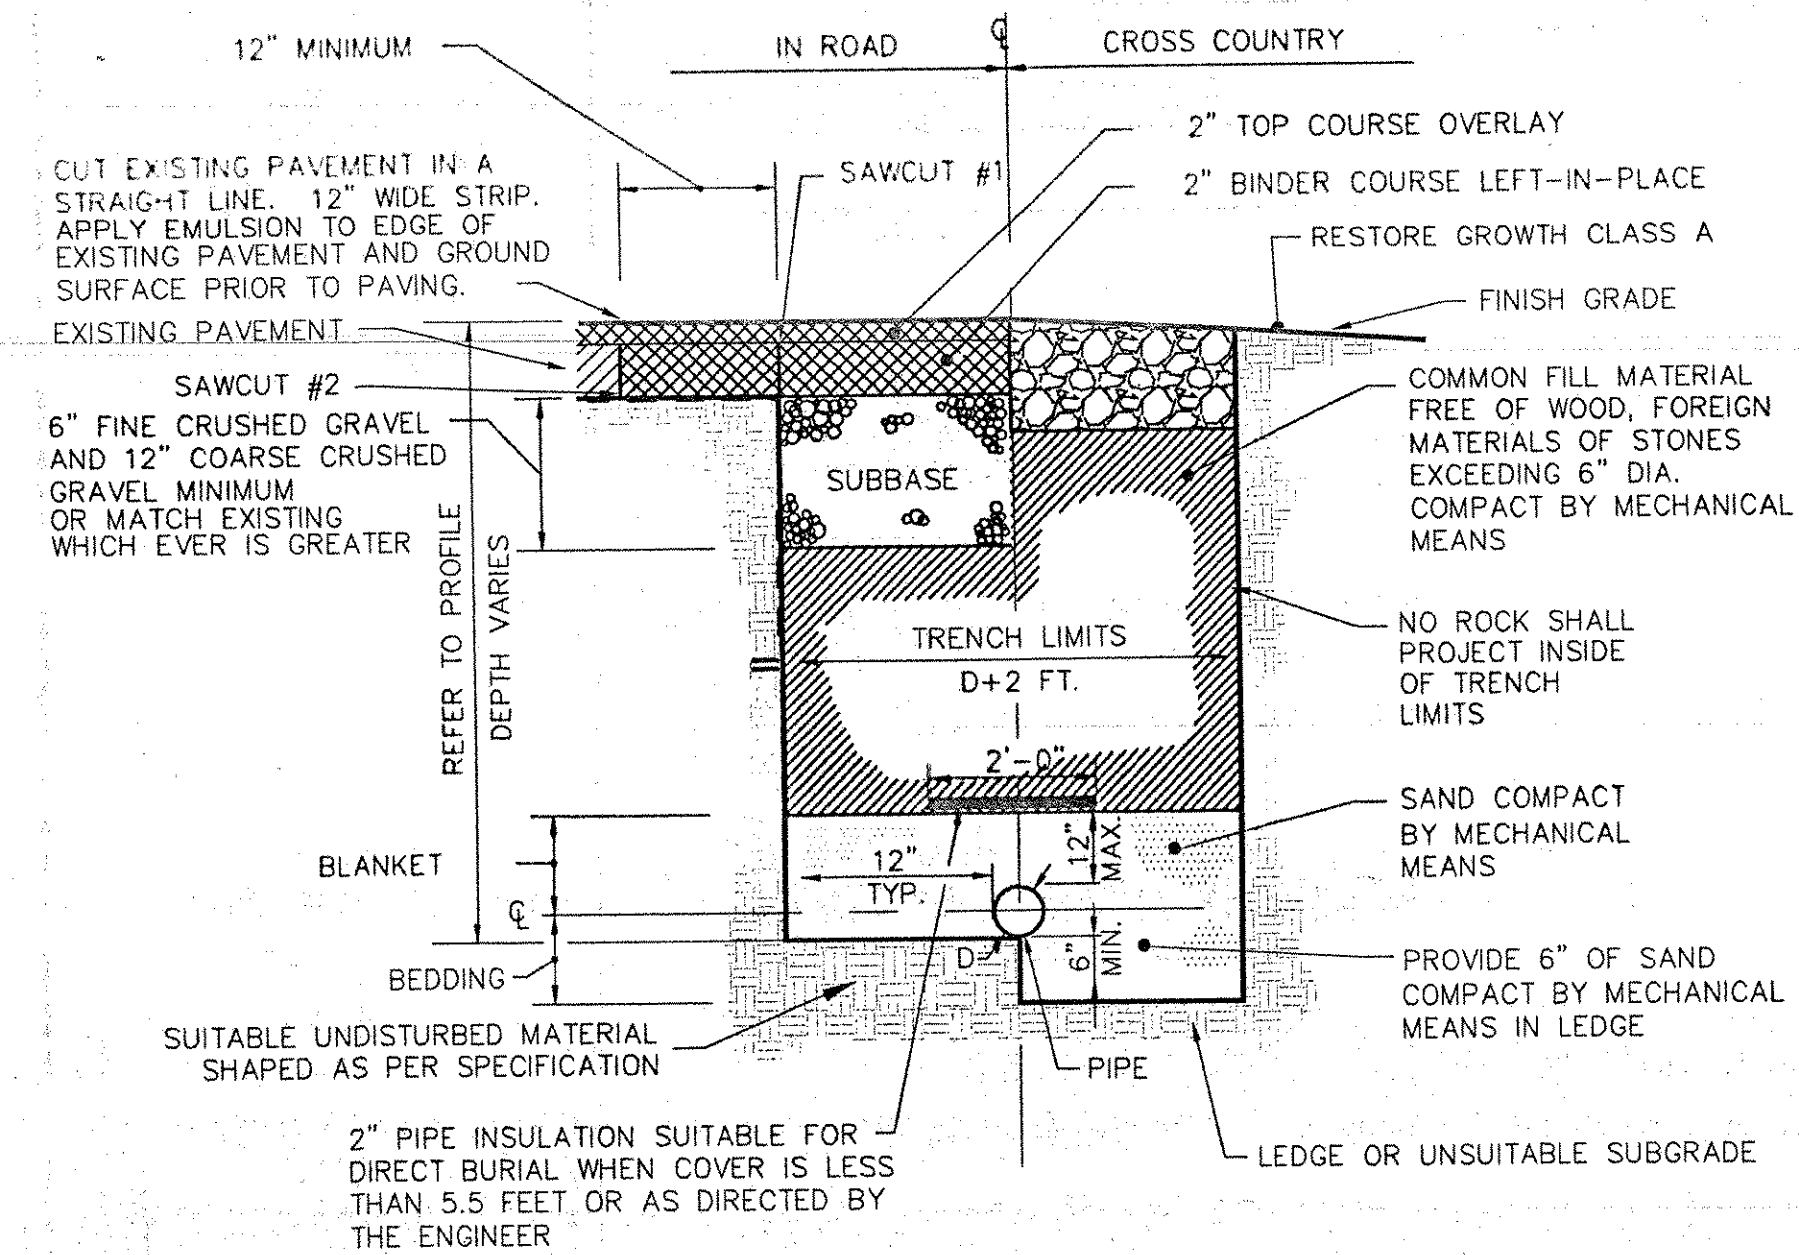 12" MINIMUM
IN ROAD
℄
CROSS COUNTRY
2" TOP COURSE OVERLAY
SAWCUT #1
2" BINDER COURSE LEFT-IN-PLACE
CUT EXISTING PAVEMENT IN A
STRAIGHT LINE. 12" WIDE STRIP.
APPLY EMULSION TO EDGE OF
EXISTING PAVEMENT AND GROUND
SURFACE PRIOR TO PAVING.
RESTORE GROWTH CLASS A
FINISH GRADE
EXISTING PAVEMENT
SAWCUT #2
6" FINE CRUSHED GRAVEL
AND 12" COARSE CRUSHED
GRAVEL MINIMUM
OR MATCH EXISTING
WHICH EVER IS GREATER
SUBBASE
COMMON FILL MATERIAL
FREE OF WOOD, FOREIGN
MATERIALS OF STONES
EXCEEDING 6" DIA.
COMPACT BY MECHANICAL
MEANS
REFER TO PROFILE
DEPTH VARIES
TRENCH LIMITS
D+2 FT.
NO ROCK SHALL
PROJECT INSIDE
OF TRENCH
LIMITS
2'-0"
SAND COMPACT
BY MECHANICAL
MEANS
BLANKET
12"
TYP.
12"
MAX.
℄
BEDDING
D
6"
MIN.
PROVIDE 6" OF SAND
COMPACT BY MECHANICAL
MEANS IN LEDGE
SUITABLE UNDISTURBED MATERIAL
SHAPED AS PER SPECIFICATION
PIPE
2" PIPE INSULATION SUITABLE FOR
DIRECT BURIAL WHEN COVER IS LESS
THAN 5.5 FEET OR AS DIRECTED BY
THE ENGINEER
LEDGE OR UNSUITABLE SUBGRADE